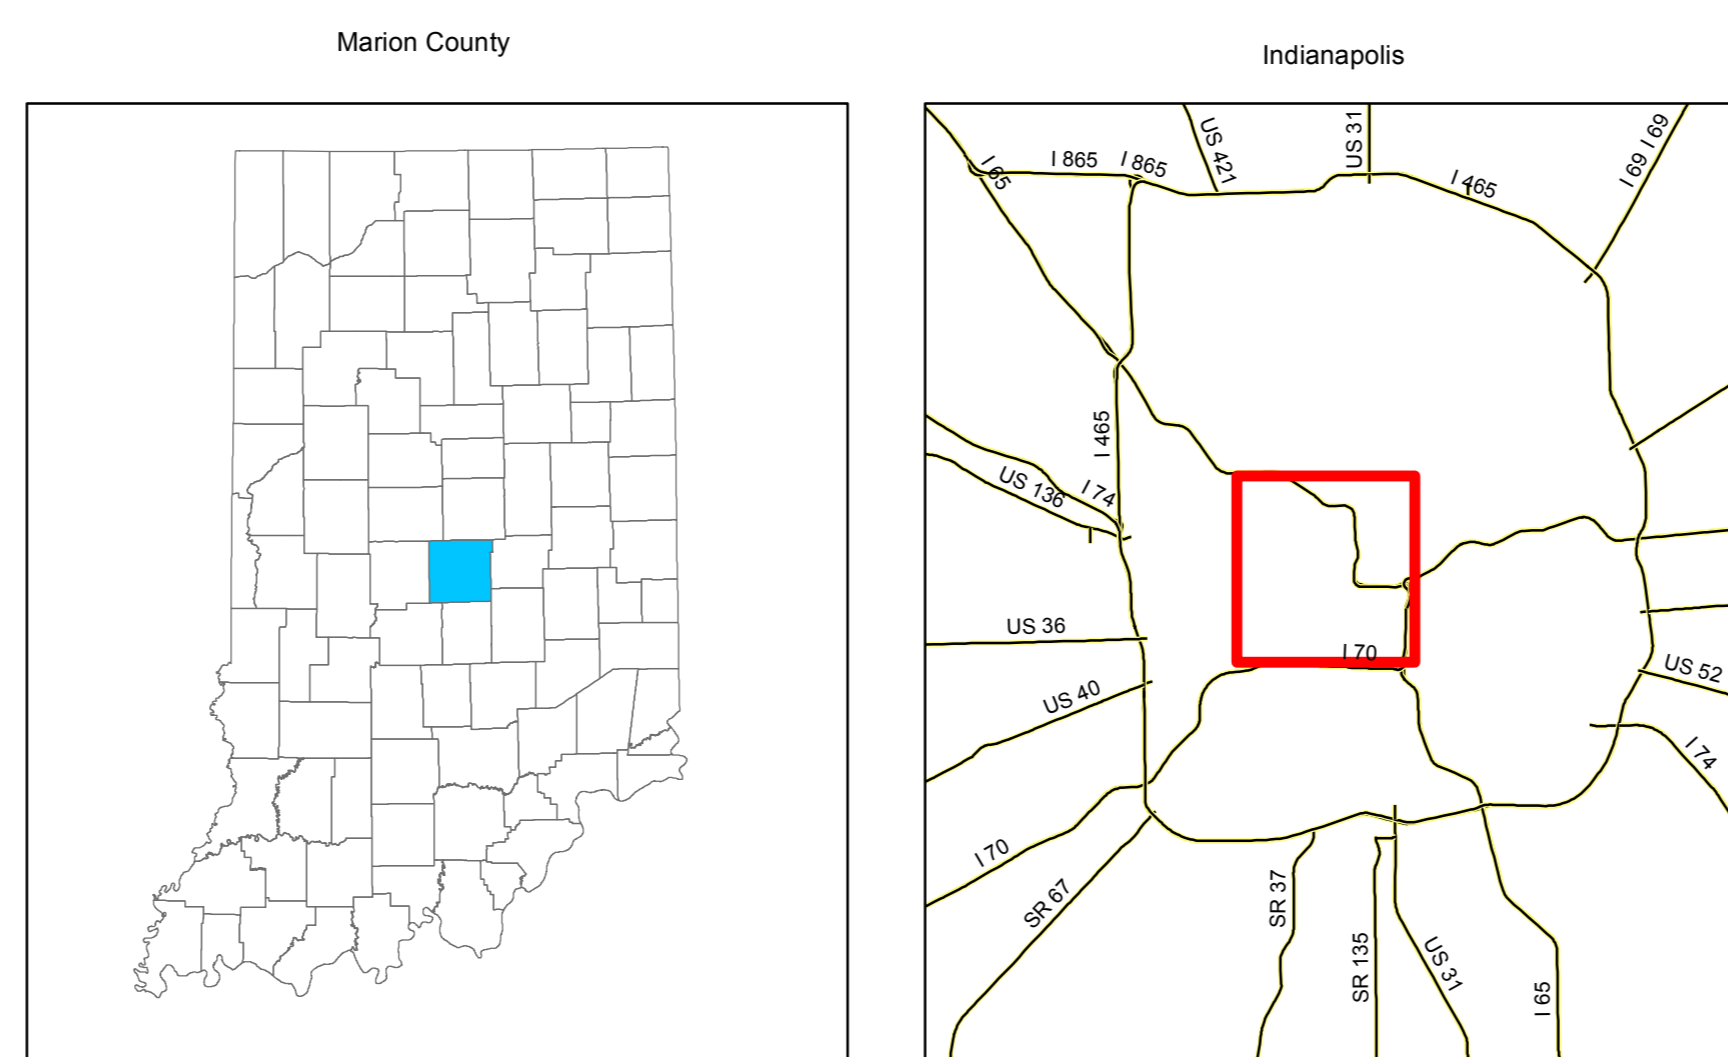 Marion County
Indianapolis
US 421
US 31
I 69 I 69
I 65
I 865
I 865
I 465
I 465
US 136
I 74
US 36
I 70
US 40
US 52
I 74
I 70
SR 67
SR 37
SR 135
US 31
I 65